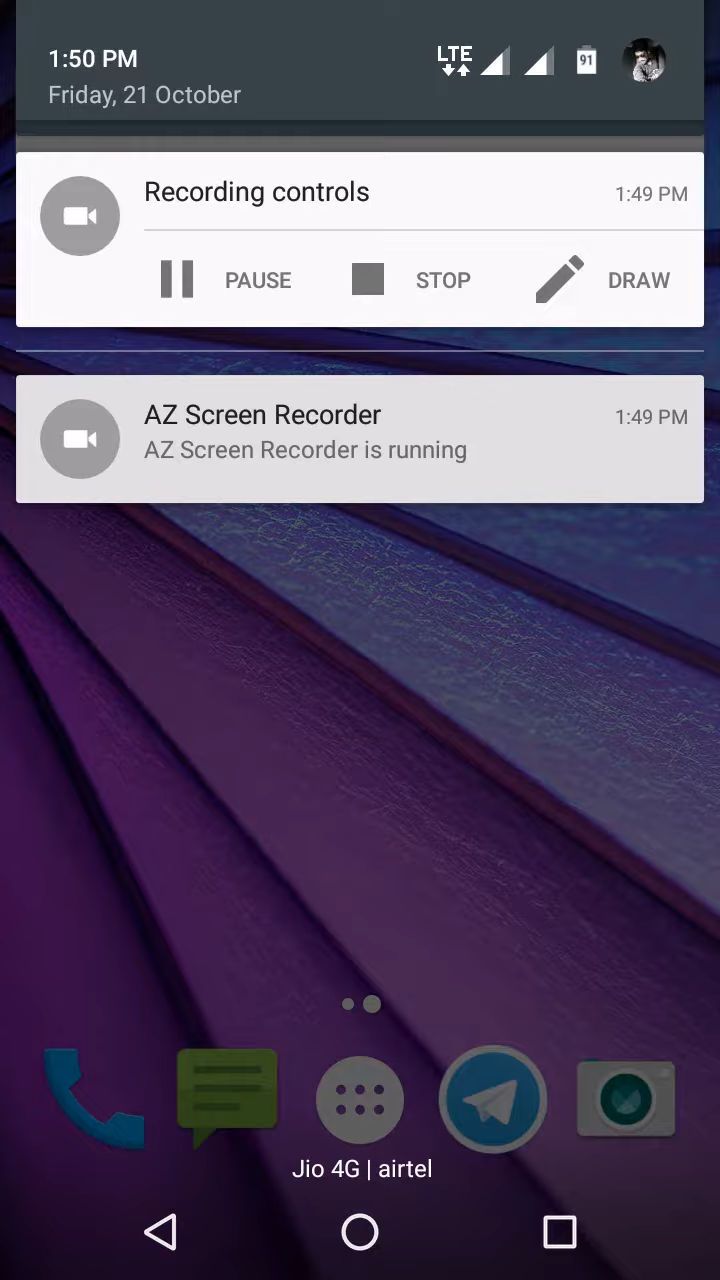 1:50 PM
LTE
91
Friday, 21 October
Recording controls
1:49 PM
PAUSE
STOP
DRAW
AZ Screen Recorder
1:49 PM
AZ Screen Recorder is running
Jio 4G | airtel